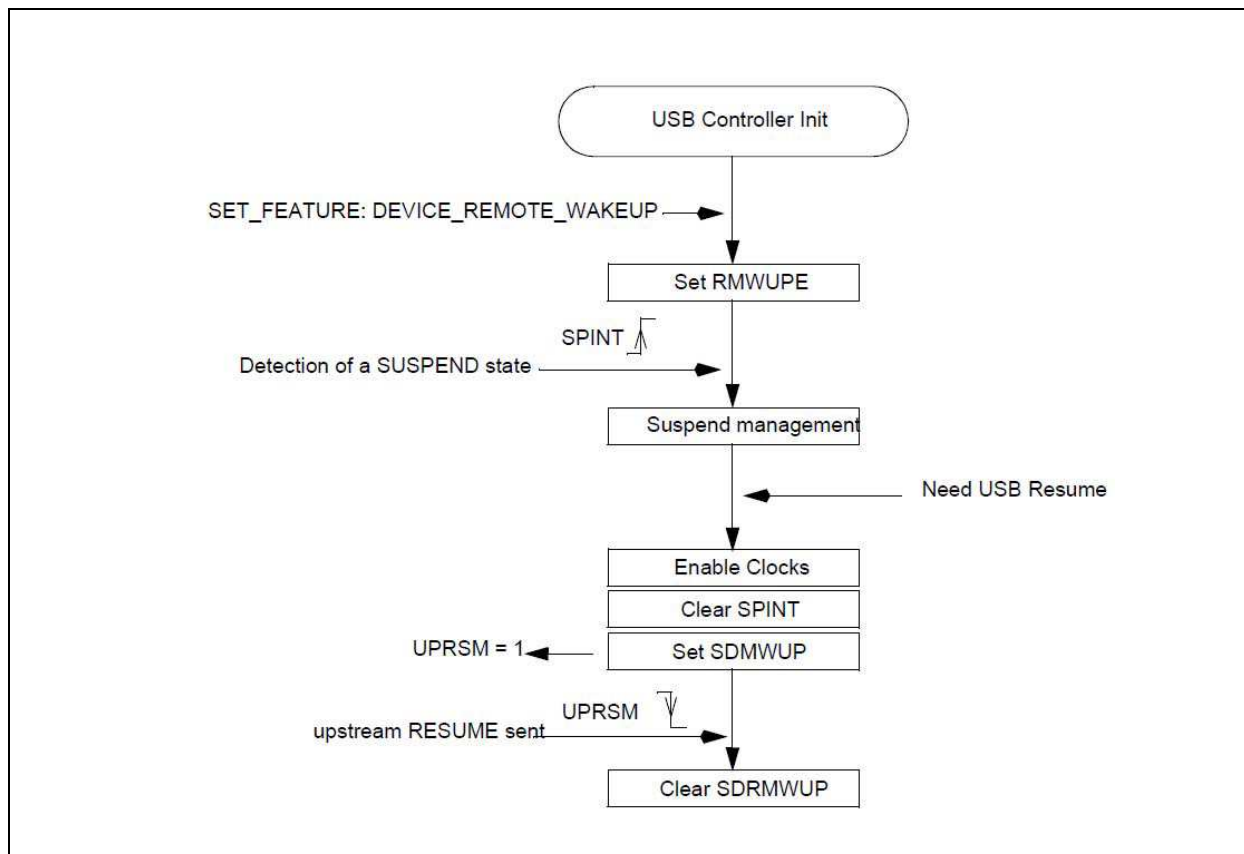 USB Controller Init
SET_FEATURE: DEVICE_REMOTE_WAKEUP
Set RMWUPE
SPINT
Detection of a SUSPEND state
Suspend management
Need USB Resume
Enable Clocks
Clear SPINT
UPRSM = 1
Set SDMWUP
UPRSM
upstream RESUME sent
Clear SDRMWUP